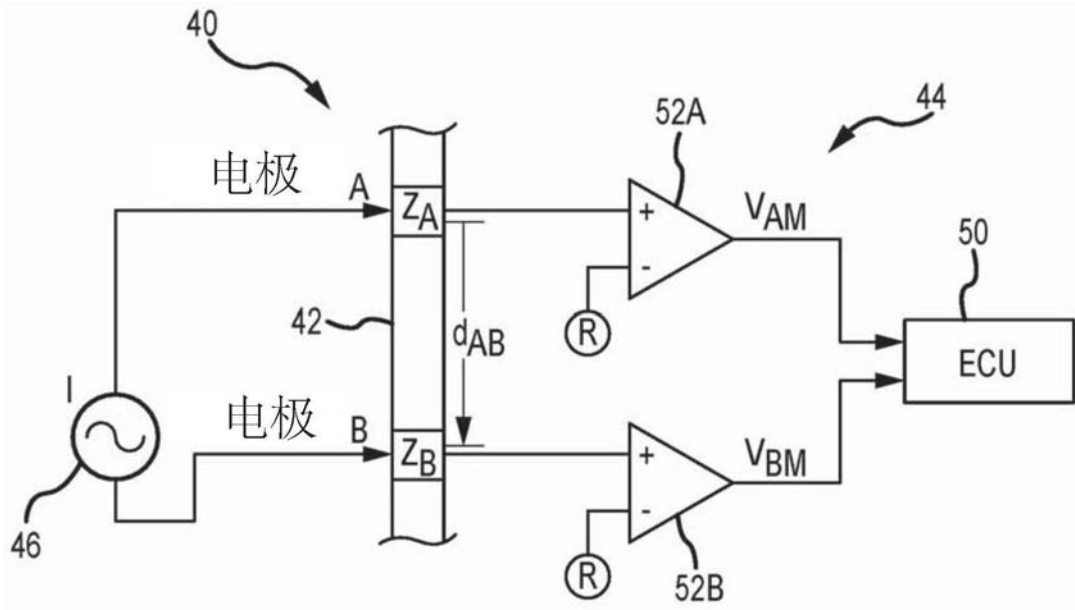 40
44
52A
电极
A
Z_A
+
V_AM
-
50
42
d_AB
R
ECU
I
电极
B
Z_B
+
V_BM
-
46
R
52B